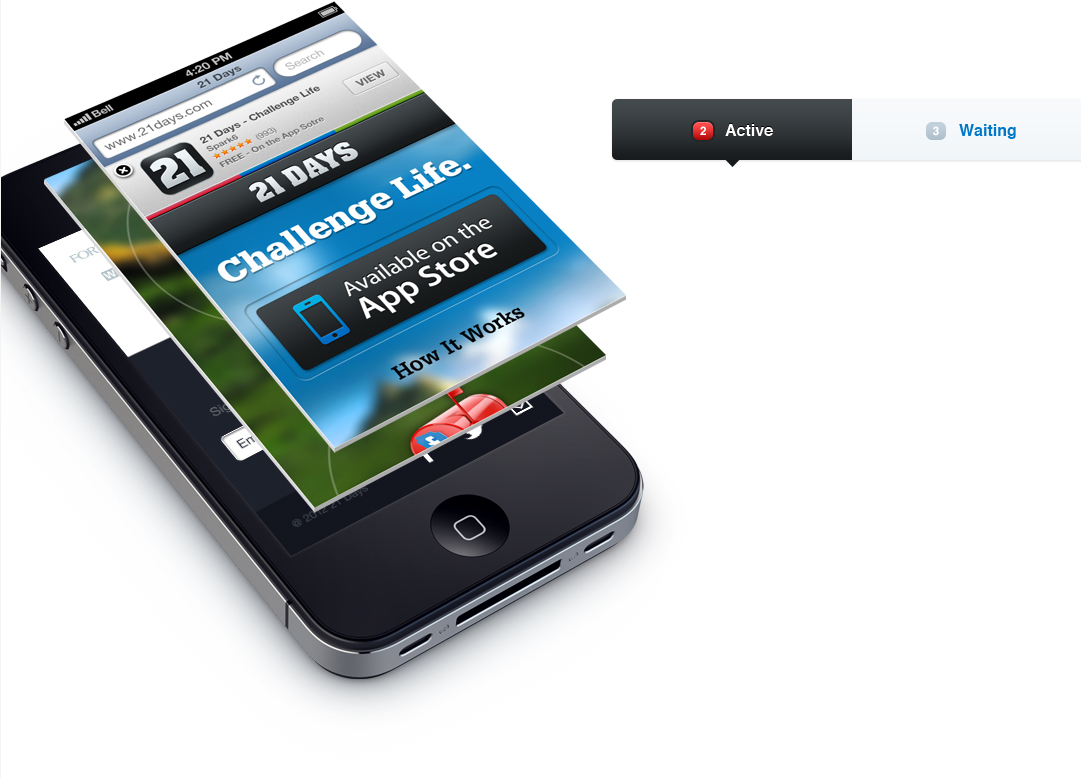 Bell
4:20 PM
21 Days
www.21days.com
Search
21
21 Days - Challenge Life
Spark6
(993)
FREE - On the App Sotre
VIEW
21 DAYS
Challenge Life.
Available on the
App Store
How It Works
FOR
W
Sig
Em
@ 2012 21 Days
2 Active
3 Waiting